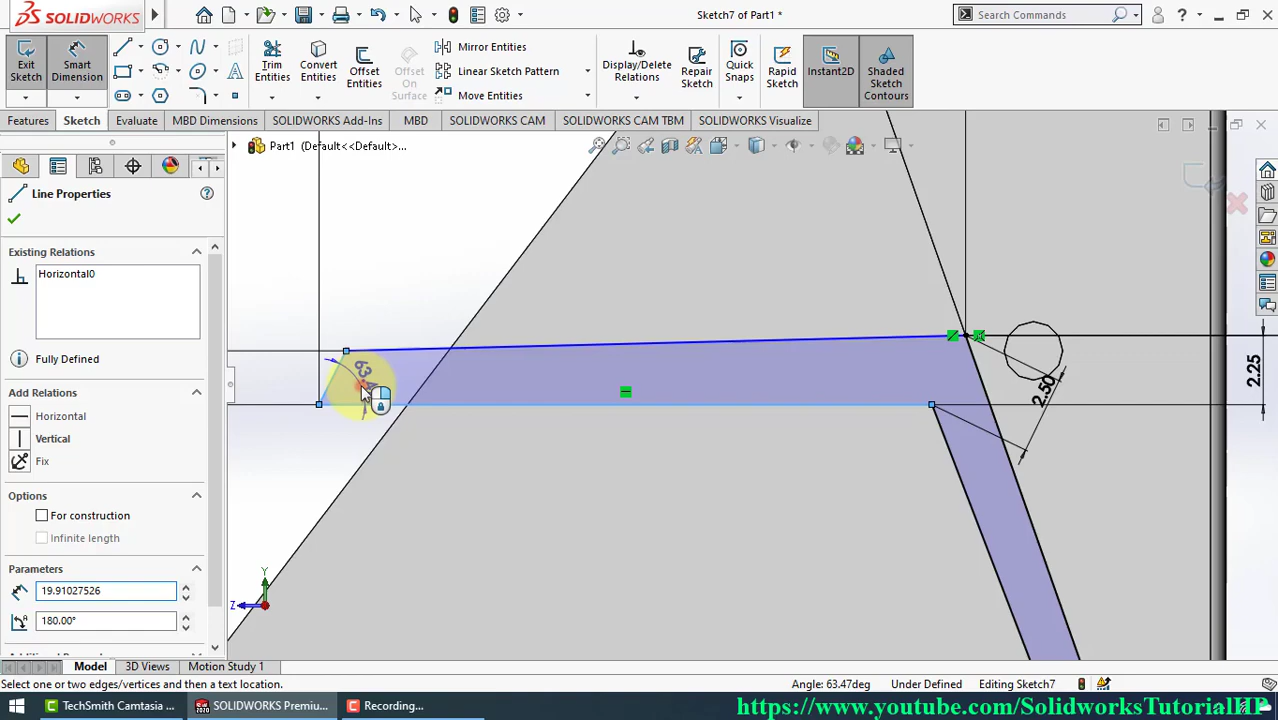 SOLIDWORKS
Sketch7 of Part1 *
Search Commands
?
Exit Sketch
Smart Dimension
Trim Entities
Convert Entities
Offset Entities
Offset On Surface
Mirror Entities
Linear Sketch Pattern
Move Entities
Display/Delete Relations
Repair Sketch
Quick Snaps
Rapid Sketch
Instant2D
Shaded Sketch Contours
Features
Sketch
Evaluate
MBD Dimensions
SOLIDWORKS Add-Ins
MBD
SOLIDWORKS CAM
SOLIDWORKS CAM TBM
SOLIDWORKS Visualize
Part1 (Default<<Default>...
Line Properties
Existing Relations
Horizontal0
Fully Defined
Add Relations
Horizontal
Vertical
Fix
Options
For construction
Infinite length
Parameters
19.91027526
180.00°
2.50
2.25
Y
Z
Model
3D Views
Motion Study 1
Select one or two edges/vertices and then a text location.
Angle: 63.47deg
Under Defined
Editing Sketch7
TechSmith Camtasia ...
SOLIDWORKS Premiu...
Recording...
https://www.youtube.com/SolidworksTutorialHP